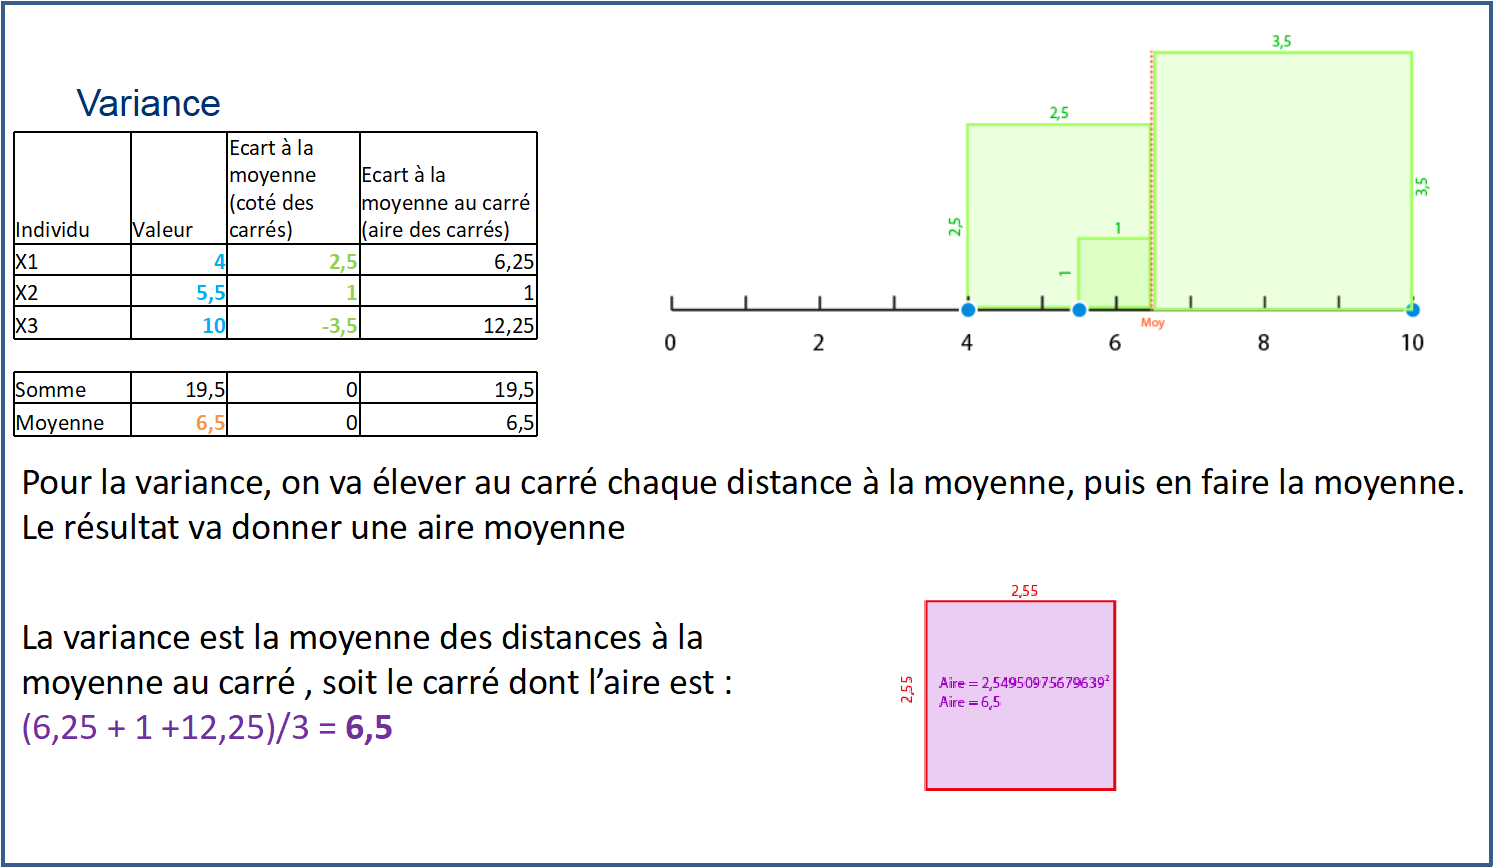 Variance
Individu Valeur Ecart à la moyenne (coté des carrés) Ecart à la moyenne au carré (aire des carrés)
X1 4 2,5 6,25
X2 5,5 1 1
X3 10 -3,5 12,25
Somme 19,5 0 19,5
Moyenne 6,5 0 6,5
3,5
2,5
3,5
2,5
1
1
Moy
0 2 4 6 8 10
Pour la variance, on va élever au carré chaque distance à la moyenne, puis en faire la moyenne.
Le résultat va donner une aire moyenne
La variance est la moyenne des distances à la
moyenne au carré , soit le carré dont l’aire est :
(6,25 + 1 +12,25)/3 = 6,5
2,55
2,55
Aire = 2,54950975679639²
Aire = 6,5